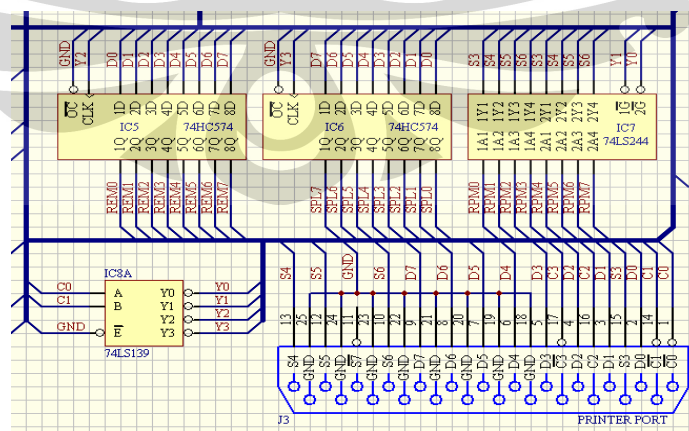 GND Y2 D0 D1 D2 D3 D4 D5 D6 D7 GND Y3 D7 D6 D5 D4 D3 D2 D1 D0 S3 S4 S5 S6 S3 S4 S5 S6 Y1 Y0
OC CLK 1D 2D 3D 4D 5D 6D 7D 8D OC CLK 1D 2D 3D 4D 5D 6D 7D 8D 1Y1 1Y2 1Y3 1Y4 2Y1 2Y2 2Y3 2Y4 1G 2G
IC5 74HC574 IC6 74HC574 IC7
1Q 2Q 3Q 4Q 5Q 6Q 7Q 8Q 1Q 2Q 3Q 4Q 5Q 6Q 7Q 8Q 1A1 1A2 1A3 1A4 2A1 2A2 2A3 2A4 74LS244
REM0 REM1 REM2 REM3 REM4 REM5 REM6 REM7 SPL7 SPL6 SPL5 SPL4 SPL3 SPL2 SPL1 SPL0 RPM0 RPM1 RPM2 RPM3 RPM4 RPM5 RPM6 RPM7
IC8A
C0 A Y0 Y0
C1 B Y1 Y1
Y2 Y2
GND E Y3 Y3
74LS139
S4 S5 GND S6 D7 D6 D5 D4 D3 C3 D2 C2 D1 S3 D0 C1 C0
13 25 12 24 11 23 10 22 9 21 8 20 7 19 6 18 5 17 4 16 3 15 2 14 1
S4 GND S5 GND S7 GND S6 GND D7 GND D6 GND D5 GND D4 GND D3 C3 D2 C2 D1 S3 D0 C1 C0
J3 PRINTER PORT